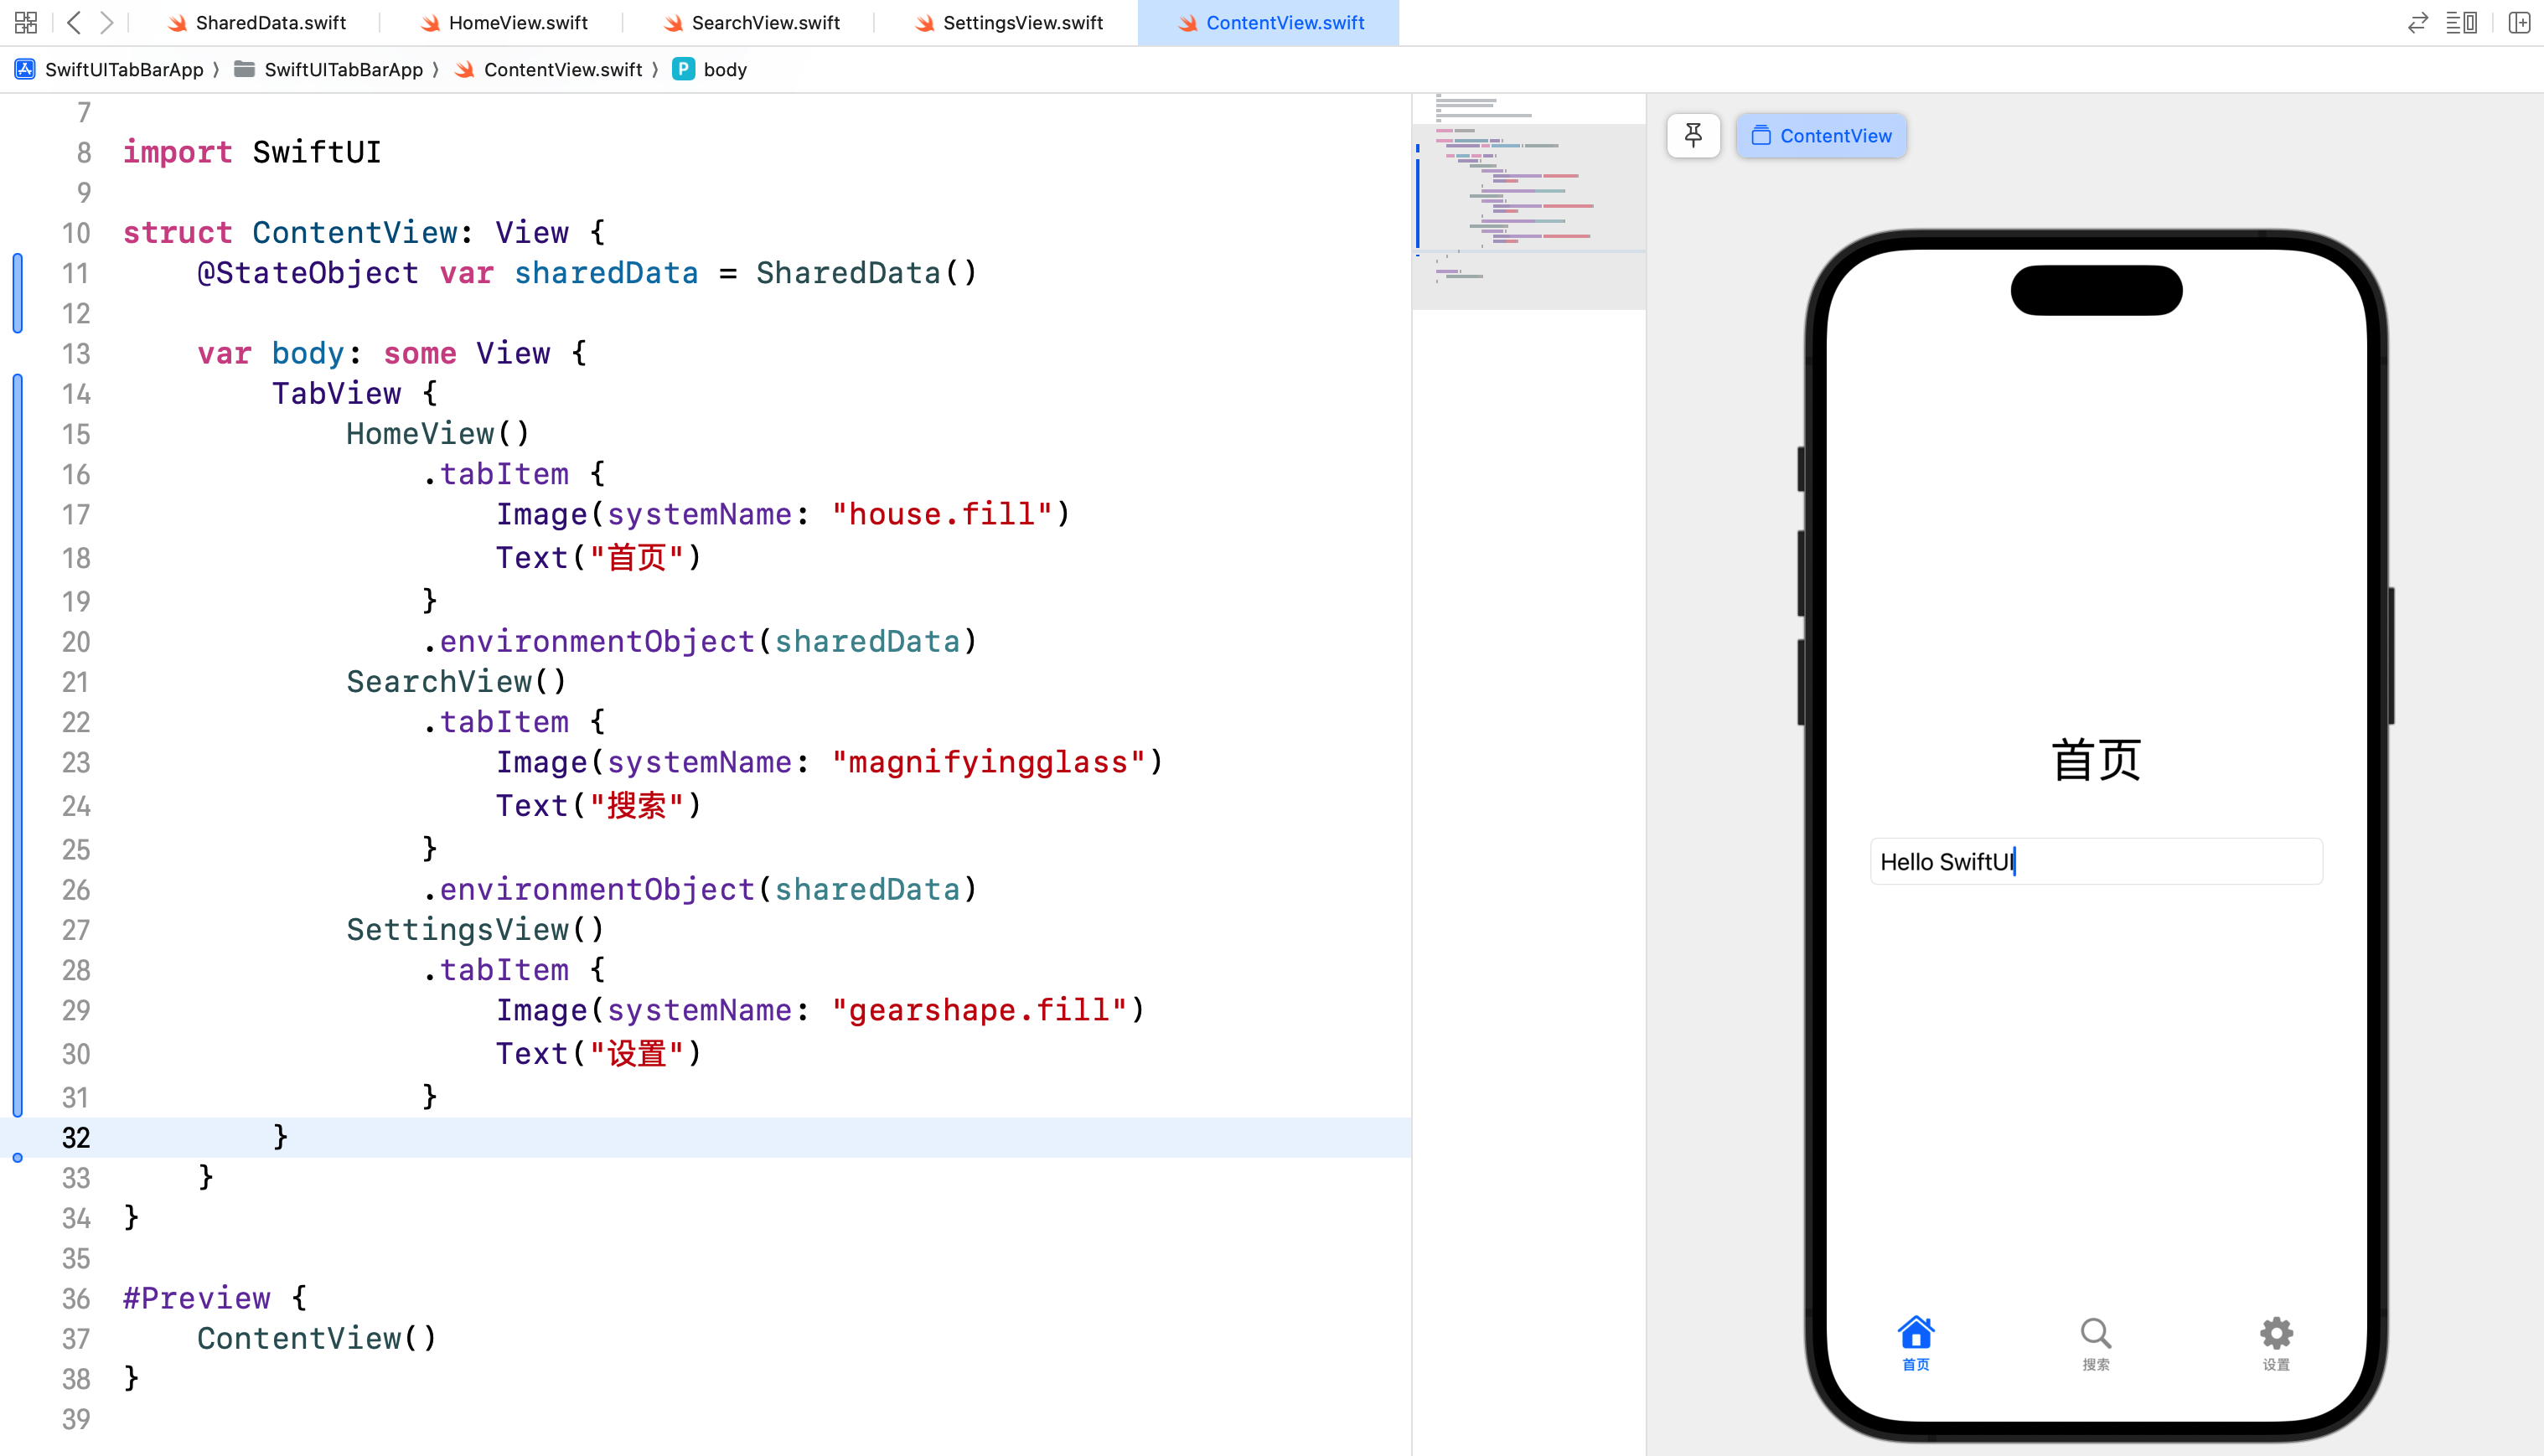 SharedData.swift
HomeView.swift
SearchView.swift
SettingsView.swift
ContentView.swift
SwiftUITabBarApp 〉 SwiftUITabBarApp 〉 ContentView.swift 〉 P body
7
8 import SwiftUI
9
10 struct ContentView: View {
11 @StateObject var sharedData = SharedData()
12
13 var body: some View {
14 TabView {
15 HomeView()
16 .tabItem {
17 Image(systemName: "house.fill")
18 Text("首页")
19 }
20 .environmentObject(sharedData)
21 SearchView()
22 .tabItem {
23 Image(systemName: "magnifyingglass")
24 Text("搜索")
25 }
26 .environmentObject(sharedData)
27 SettingsView()
28 .tabItem {
29 Image(systemName: "gearshape.fill")
30 Text("设置")
31 }
32 }
33 }
34 }
35
36 #Preview {
37 ContentView()
38 }
39
ContentView
首页
Hello SwiftUI
首页
搜索
设置